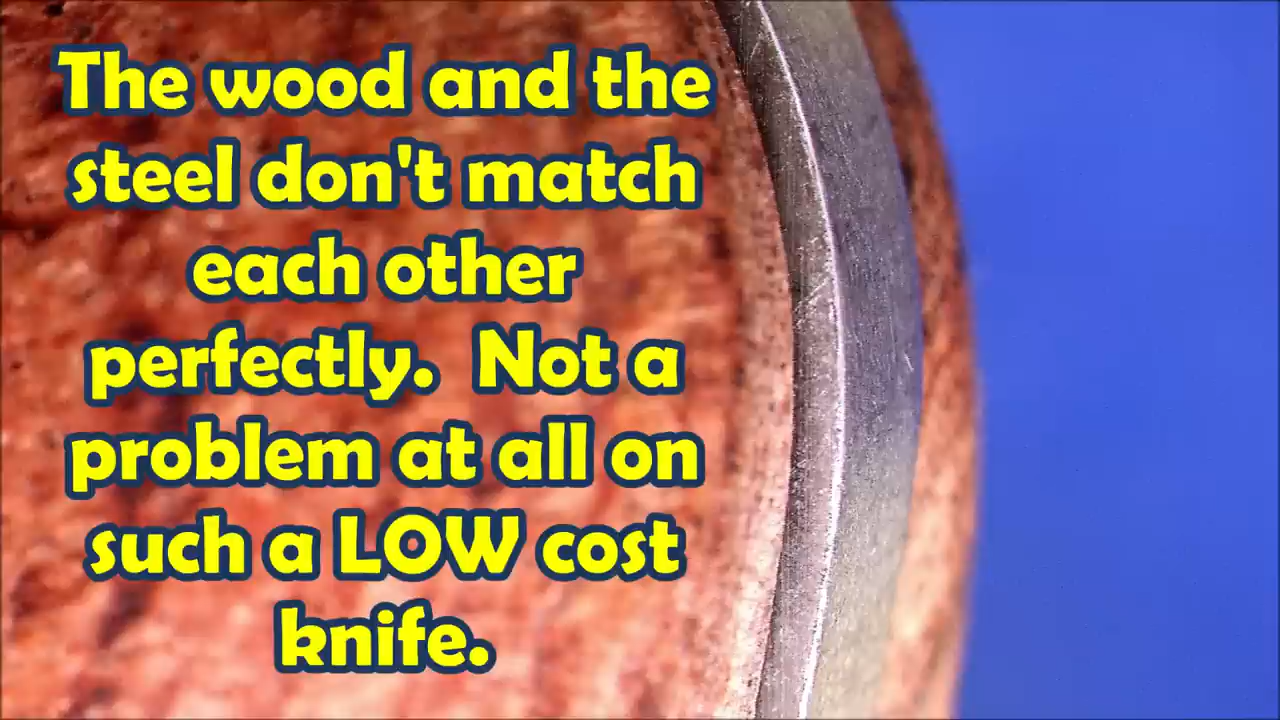 The wood and the
steel don't match
each other
perfectly.  Not a
problem at all on
such a LOW cost
knife.